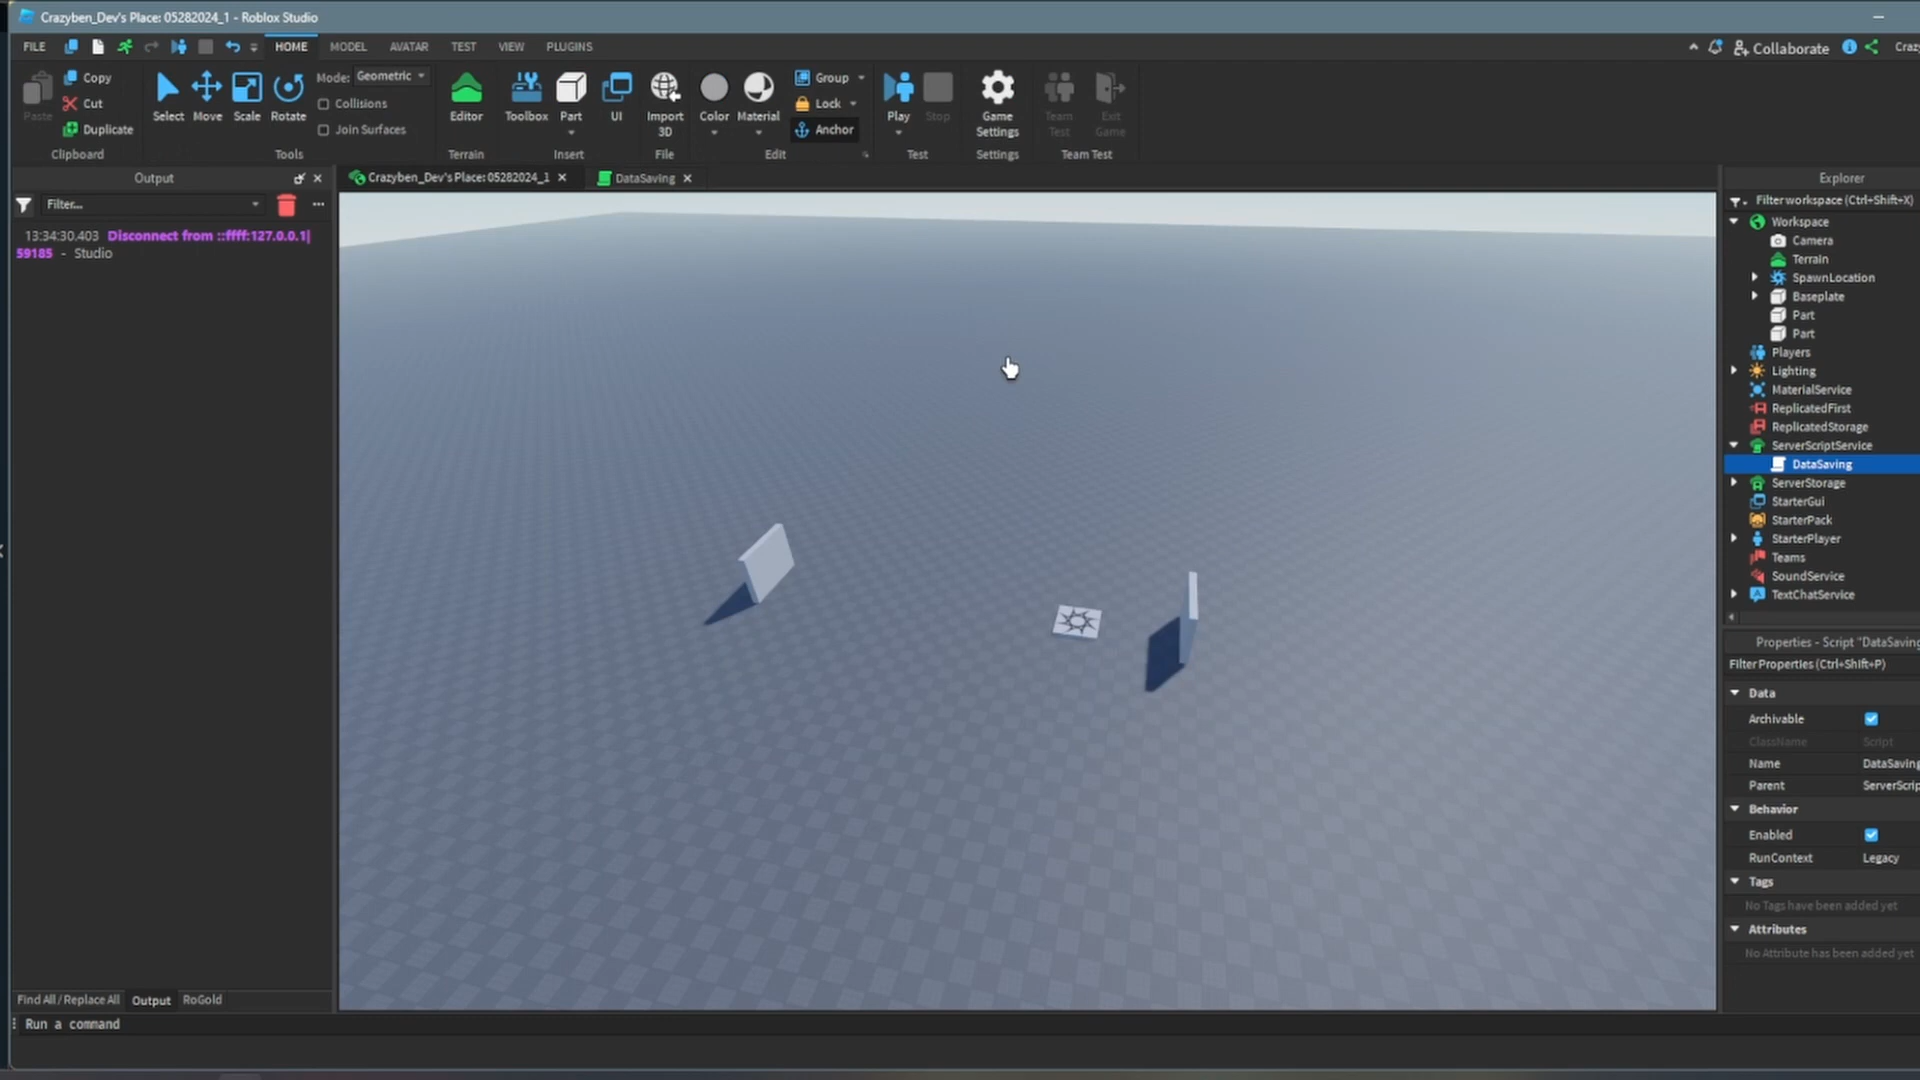 Crazyben_Dev's Place: 05282024_1 - Roblox Studio
FILE HOME MODEL AVATAR TEST VIEW PLUGINS Collaborate Craz
Paste
Copy
Cut
Duplicate
Clipboard
Select Move Scale Rotate
Mode: Geometric
Collisions
Join Surfaces
Tools
Editor
Terrain
Toolbox Part UI
Insert
Import
3D
File
Color Material
Group
Lock
Anchor
Edit
Play Stop
Test
Game
Settings
Settings
Team
Test
Exit
Game
Team Test
Output
Filter...
13:34:30.403 Disconnect from ::ffff:127.0.0.1|
59185 - Studio
Crazyben_Dev's Place: 05282024_1 DataSaving
Explorer
Filter workspace (Ctrl+Shift+X)
Workspace
Camera
Terrain
SpawnLocation
Baseplate
Part
Part
Players
Lighting
MaterialService
ReplicatedFirst
ReplicatedStorage
ServerScriptService
DataSaving
ServerStorage
StarterGui
StarterPack
StarterPlayer
Teams
SoundService
TextChatService
Properties - Script "DataSaving
Filter Properties (Ctrl+Shift+P)
Data
Archivable
ClassName Script
Name DataSaving
Parent ServerScrip
Behavior
Enabled
RunContext Legacy
Tags
No Tags have been added yet
Attributes
No Attribute has been added yet
Find All / Replace All Output RoGold
Run a command